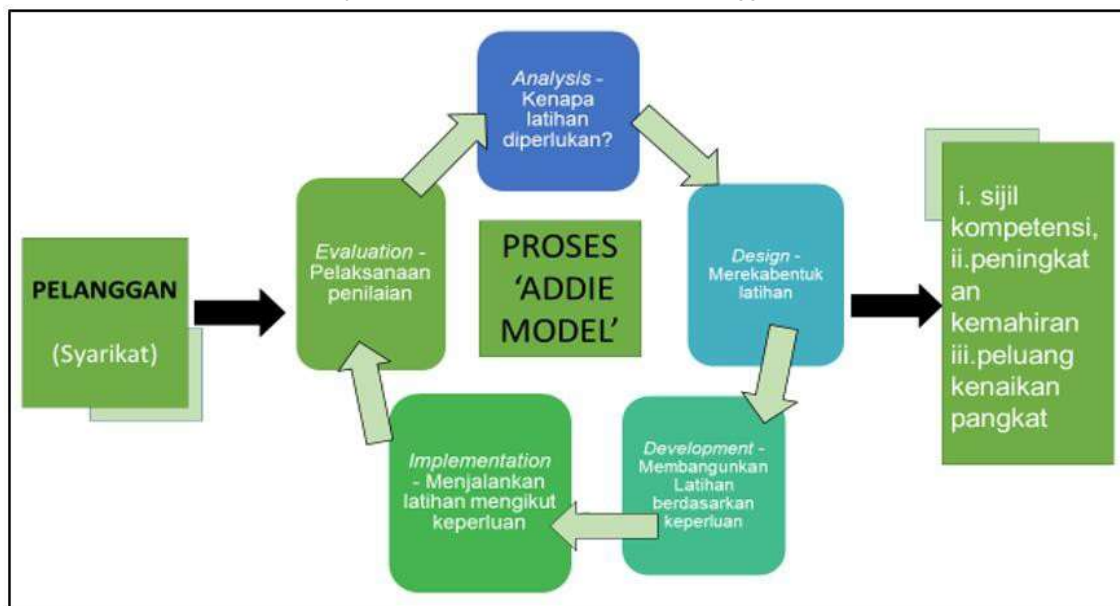 PELANGGAN
(Syarikat)
Analysis -
Kenapa
latihan
diperlukan?
Design -
Merekabentuk
latihan
Development -
Membangunkan
Latihan
berdasarkan
keperluan
Implementation
- Menjalankan
latihan mengikut
keperluan
Evaluation -
Pelaksanaan
penilaian
PROSES
‘ADDIE
MODEL’
i. sijil
kompetensi,
ii.peningkat
an
kemahiran
iii.peluang
kenaikan
pangkat